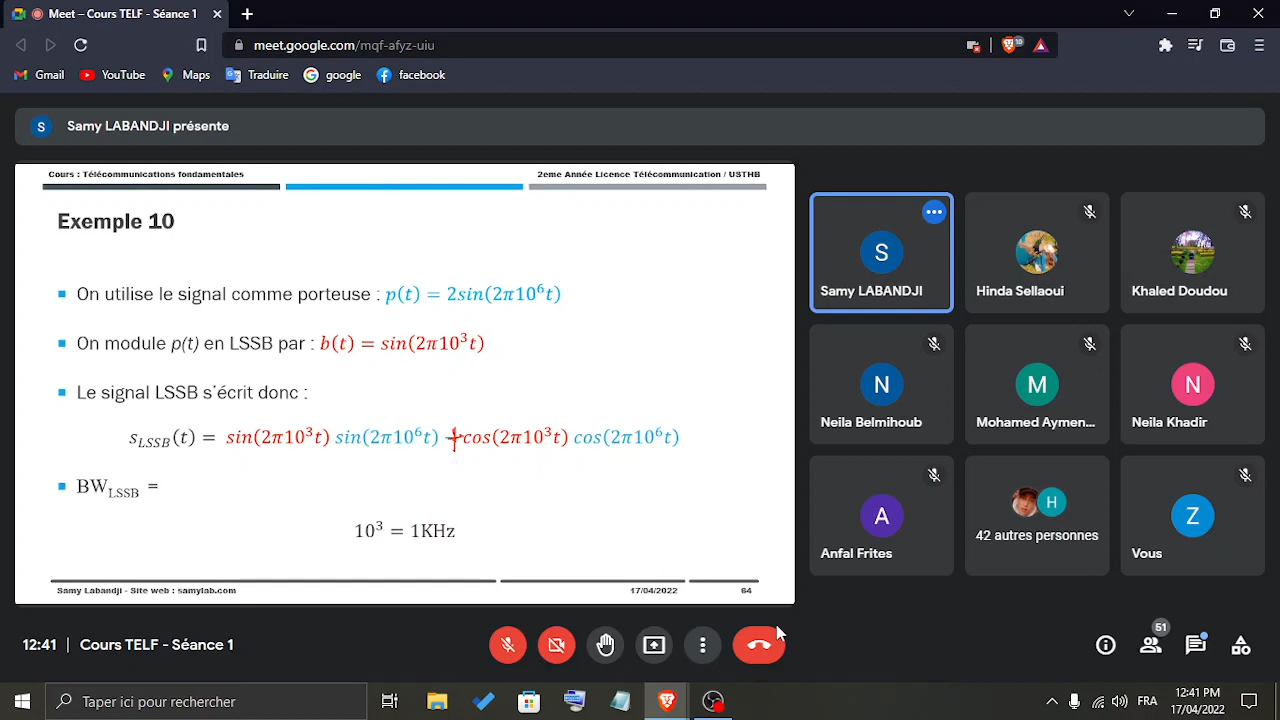 Meet – Cours TELF - Séance 1
meet.google.com/mqf-afyz-uiu
10
Gmail YouTube Maps Traduire google facebook
S Samy LABANDJI présente
Cours : Télécommunications fondamentales 2eme Année Licence Télécommunication / USTHB
Exemple 10
On utilise le signal comme porteuse : p(t) = 2sin(2π10⁶t)
On module p(t) en LSSB par : b(t) = sin(2π10³t)
Le signal LSSB s'écrit donc :
s_LSSB(t) = sin(2π10³t) sin(2π10⁶t) + cos(2π10³t) cos(2π10⁶t)
BW_LSSB =
10³ = 1KHz
Samy Labandji - Site web : samylab.com 17/04/2022 64
S
Samy LABANDJI
Hinda Sellaoui
Khaled Doudou
N
Neila Belmihoub
M
Mohamed Aymen...
N
Neila Khadir
A
Anfal Frites
H
42 autres personnes
Z
Vous
12:41 | Cours TELF - Séance 1
51
Taper ici pour rechercher
FRA
12:41 PM
17/04/2022